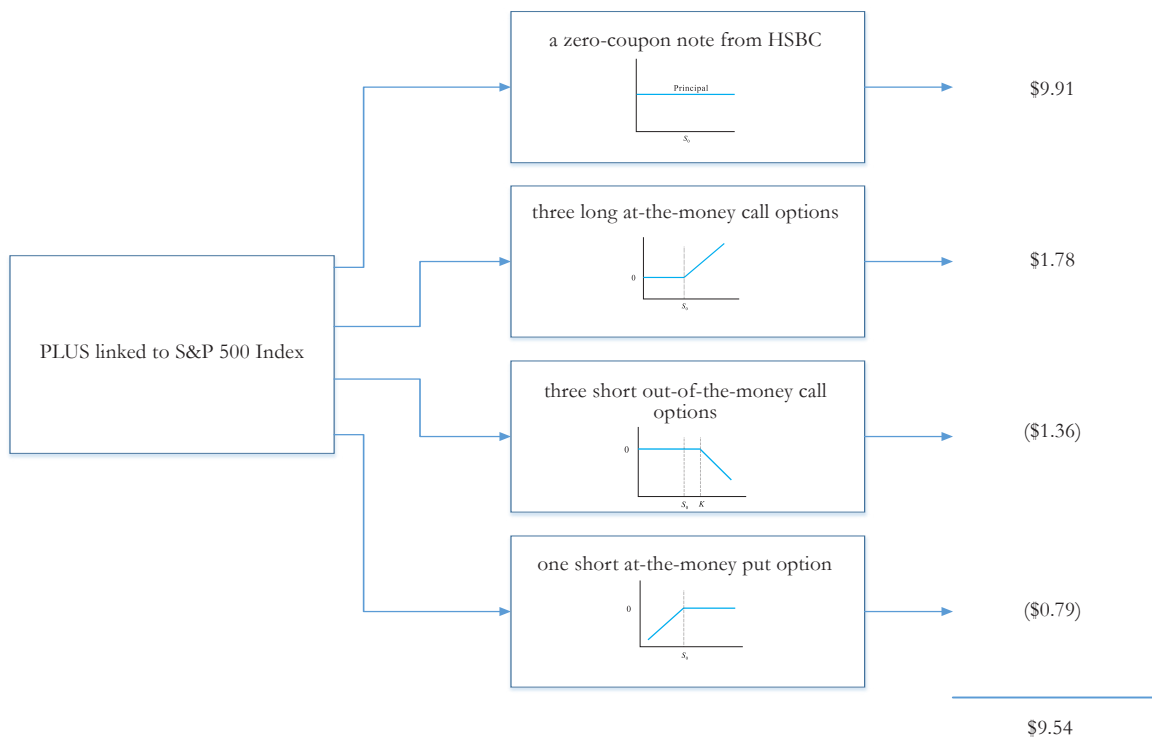 a zero-coupon note from HSBC
Principal
S₀
$9.91
three long at-the-money call options
0
S₀
$1.78
PLUS linked to S&P 500 Index
three short out-of-the-money call
options
0
S₀ K
($1.36)
one short at-the-money put option
0
S₀
($0.79)
$9.54